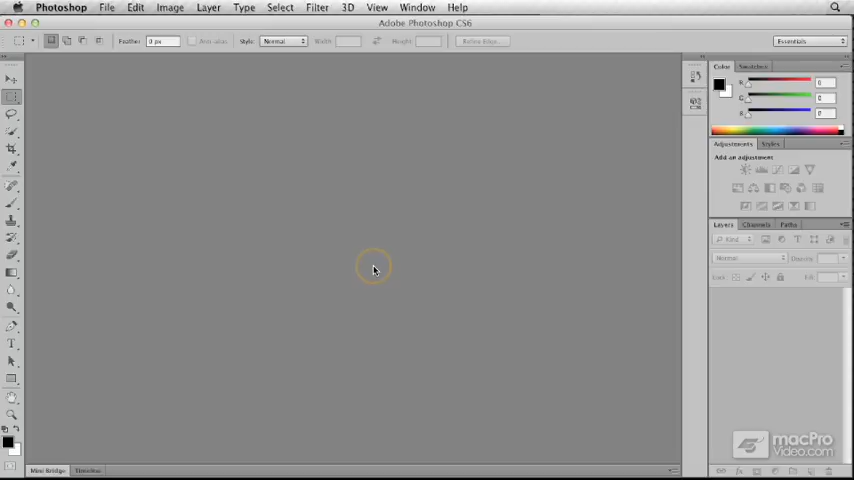 Photoshop File Edit Image Layer Type Select Filter 3D View Window Help
Adobe Photoshop CS6
Feather: 0 px Anti-alias Style: Normal Width: Height: Refine Edge... Essentials
Color Swatches
R 0
G 0
B 0
Adjustments Styles
Add an adjustment
Layers Channels Paths
Kind
Normal Opacity:
Lock: Fill:
macPro
Video.com
Mini Bridge Timeline